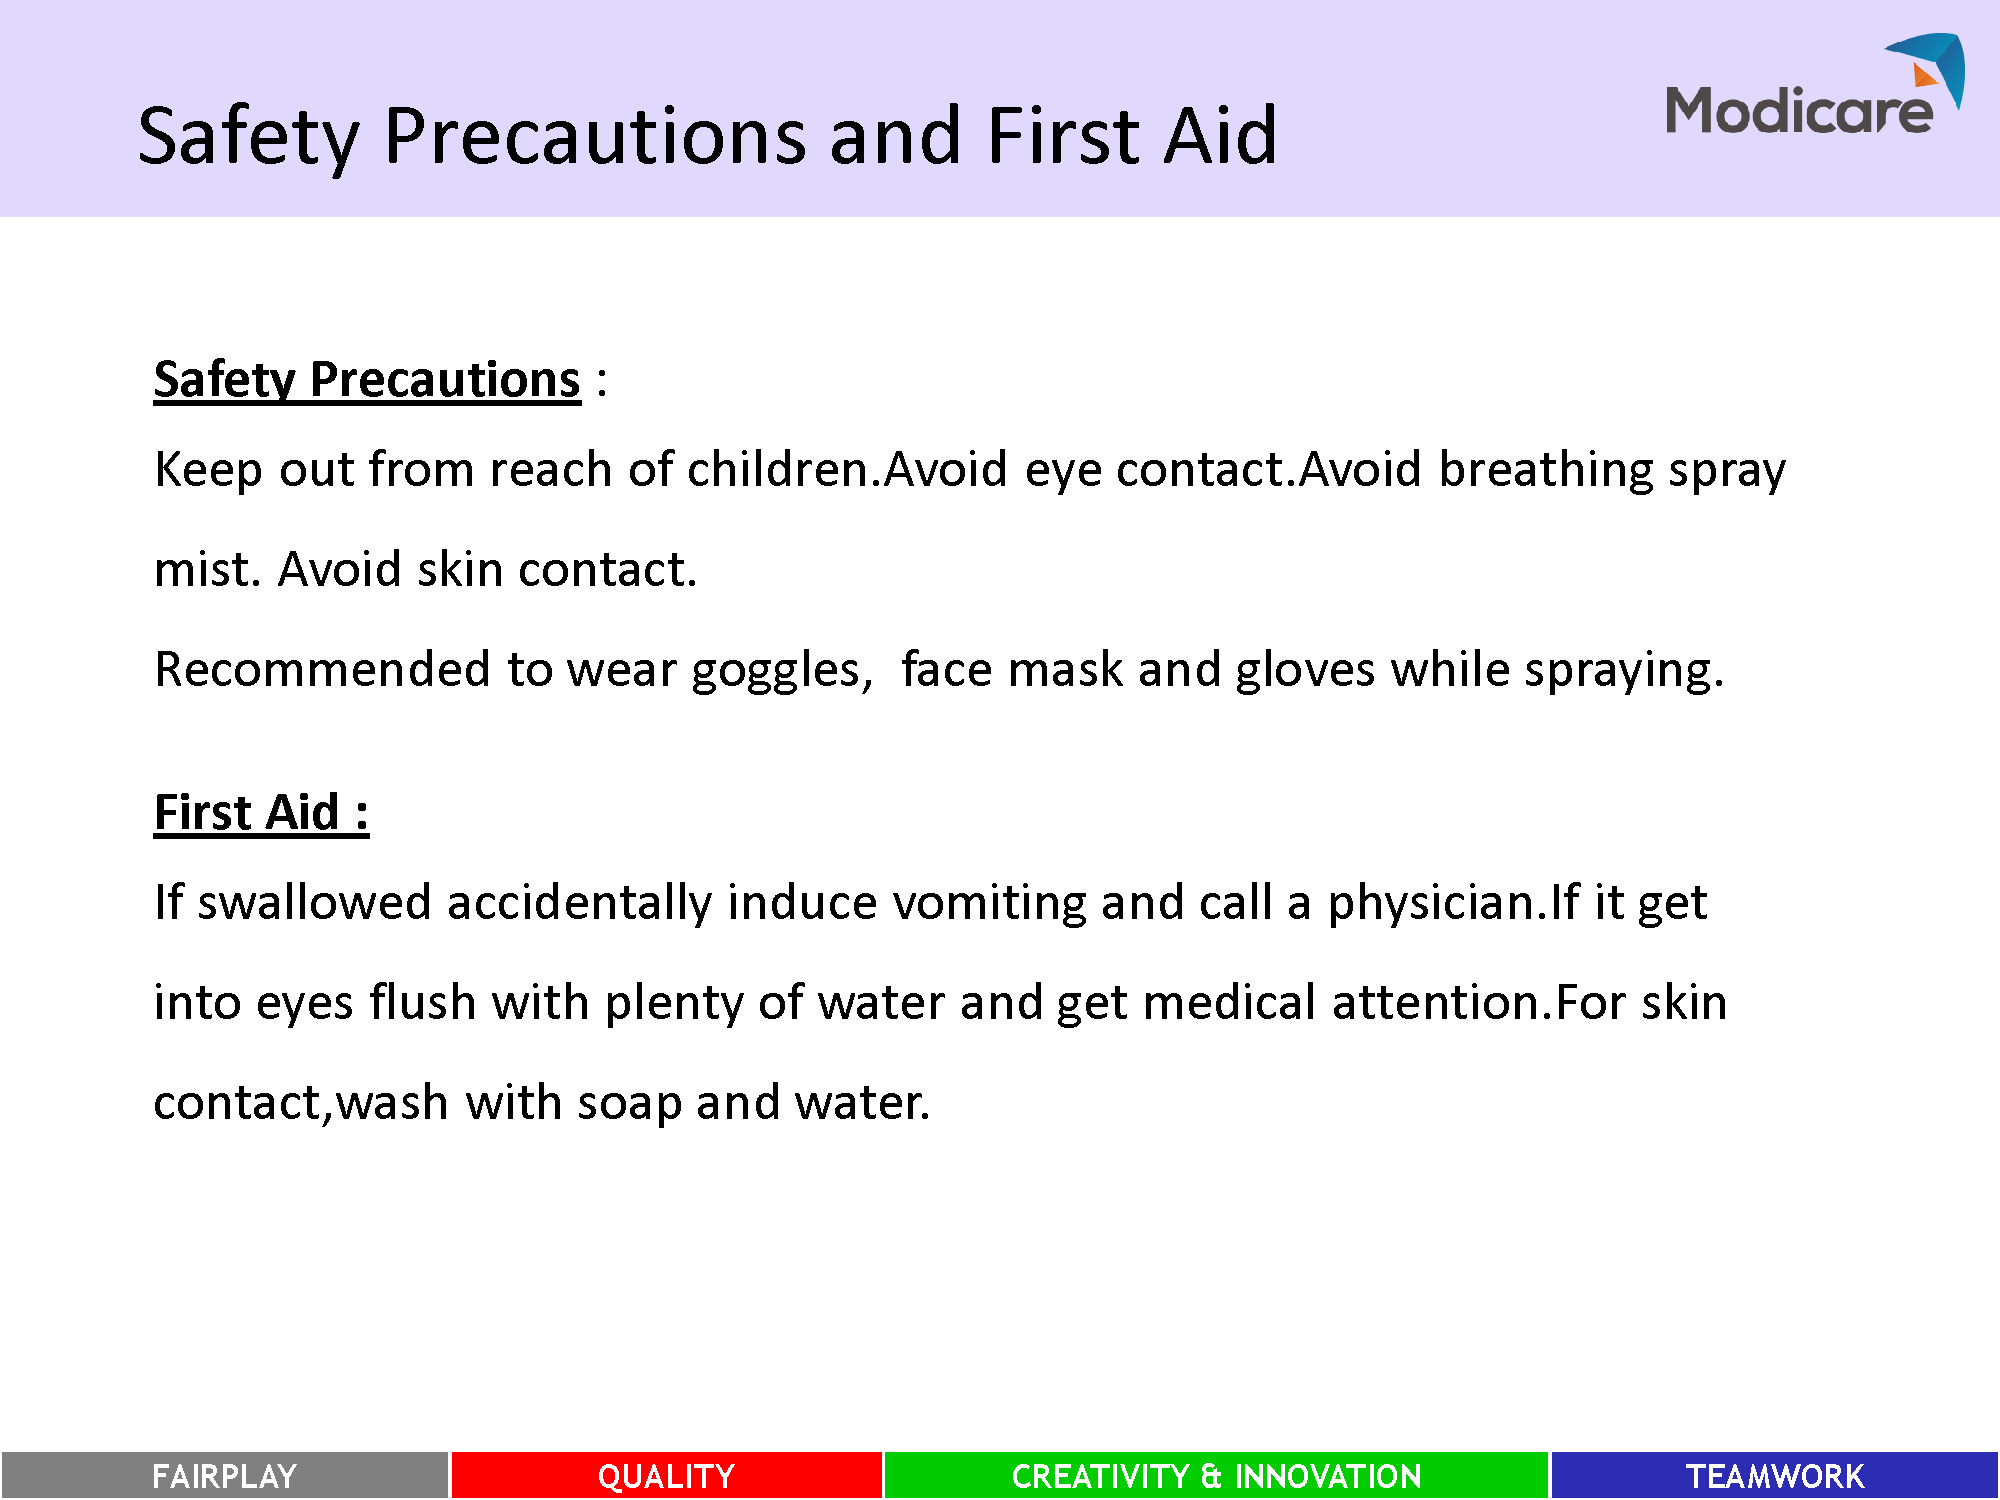 Safety Precautions and First Aid
Modicare
Safety Precautions :
Keep out from reach of children.Avoid eye contact.Avoid breathing spray
mist. Avoid skin contact.
Recommended to wear goggles, face mask and gloves while spraying.
First Aid :
If swallowed accidentally induce vomiting and call a physician.If it get
into eyes flush with plenty of water and get medical attention.For skin
contact,wash with soap and water.
FAIRPLAY QUALITY CREATIVITY & INNOVATION TEAMWORK